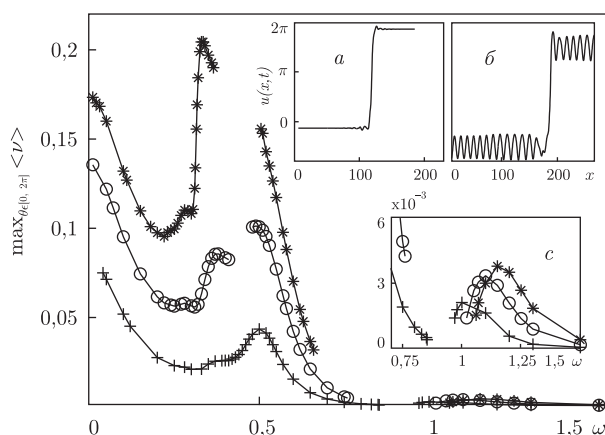 0,2
0,15
0,1
0,05
max_{θ∈[0, 2π]} <ν>
0 0,5 1 1,5 ω
2π
2π
0
u(x,t)
а
б
0 100 200
0 100 200 x
x10⁻³
6
3
0
с
0,75 1 1,25 1,5 ω